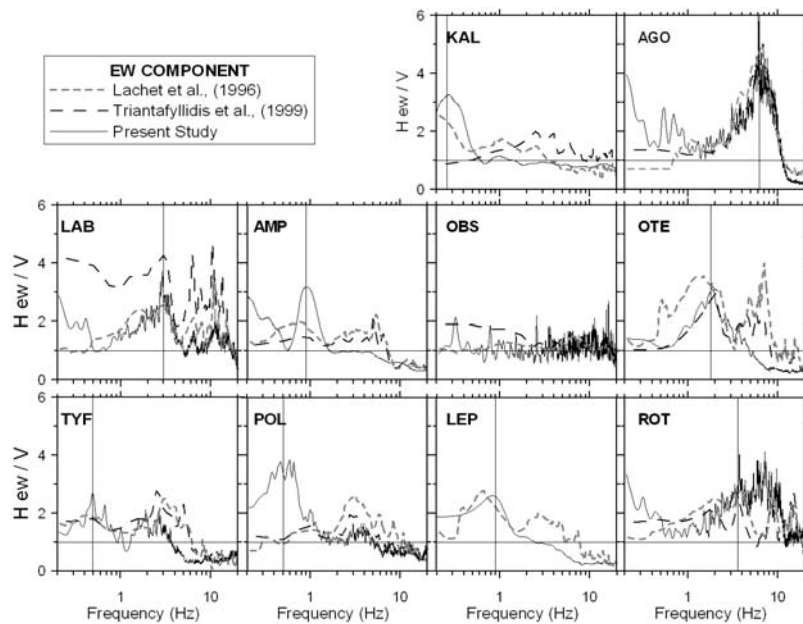 EW COMPONENT
Lachet et al., (1996)
Triantafyllidis et al., (1999)
Present Study
KAL
AGO
H ew / V
6
4
2
0
LAB
AMP
OBS
OTE
H ew / V
6
4
2
0
TYF
POL
LEP
ROT
H ew / V
6
4
2
0
1 10
1 10
1 10
1 10
Frequency (Hz)
Frequency (Hz)
Frequency (Hz)
Frequency (Hz)